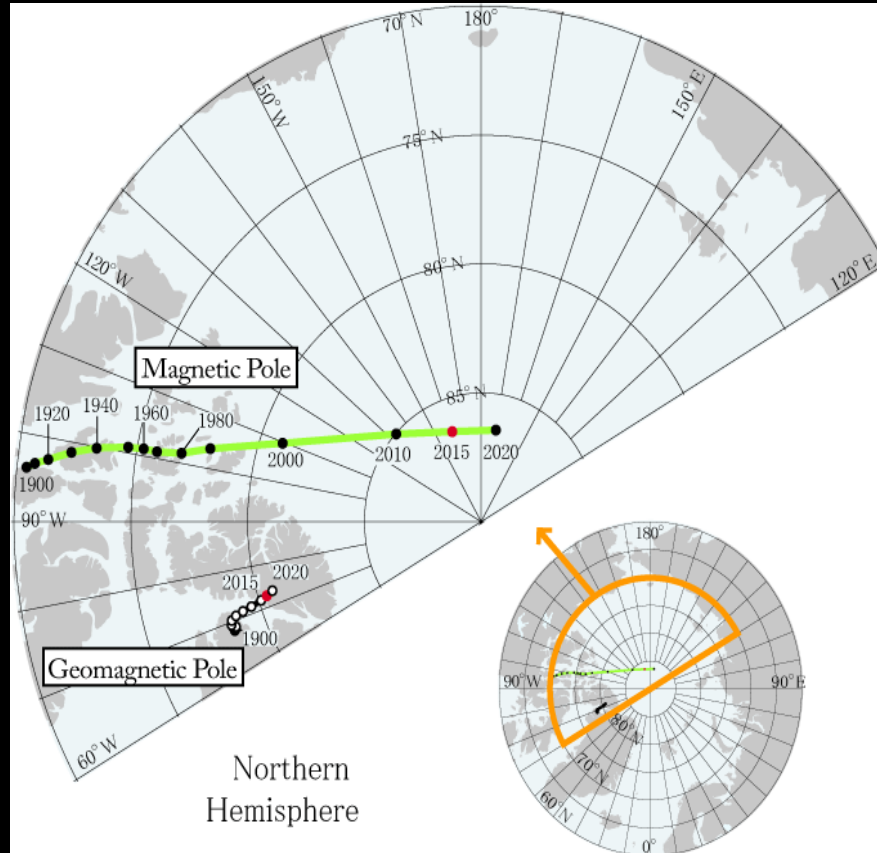 70°N
180°
150°W
150°E
75°N
120°W
80°N
120°E
Magnetic Pole
85°N
1920
1940
1960
1980
1900
2000
2010
2015
2020
90°W
2015
2020
1900
Geomagnetic Pole
60°W
Northern
Hemisphere
180°
90°W
90°E
80°N
70°N
60°N
0°